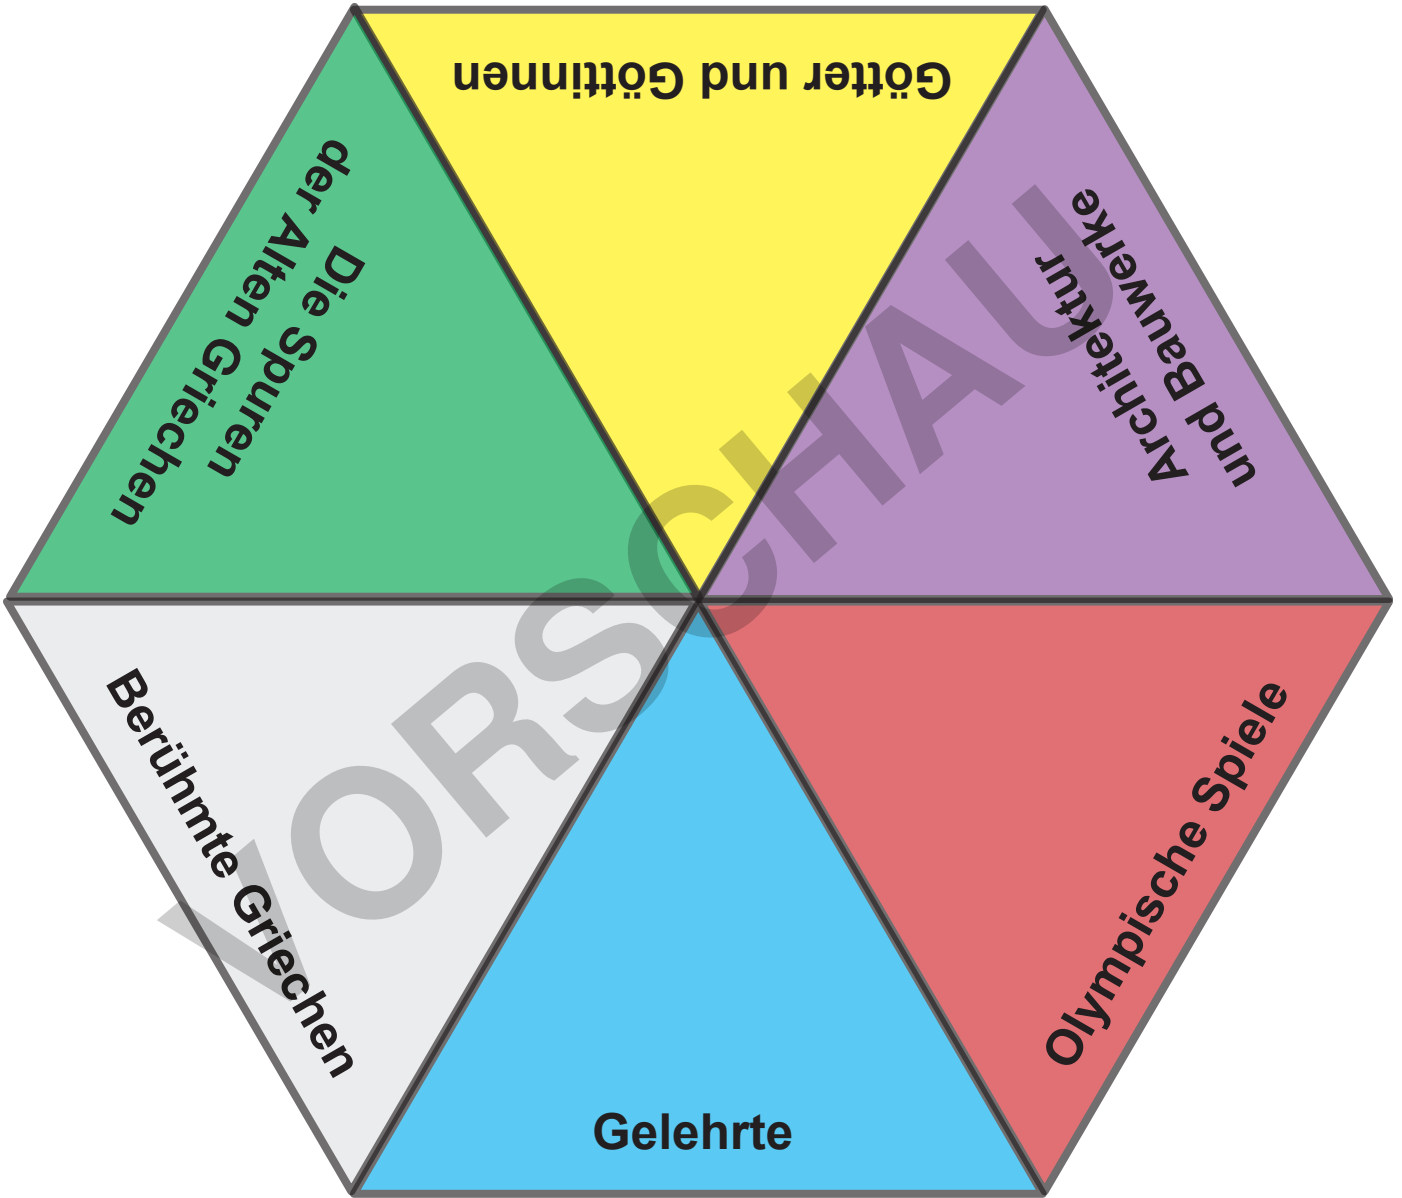 Götter und Göttinnen
Architektur
und Bauwerke
Olympische Spiele
Gelehrte
Berühmte Griechen
Die Spuren
der Alten Griechen
VORSCHAU